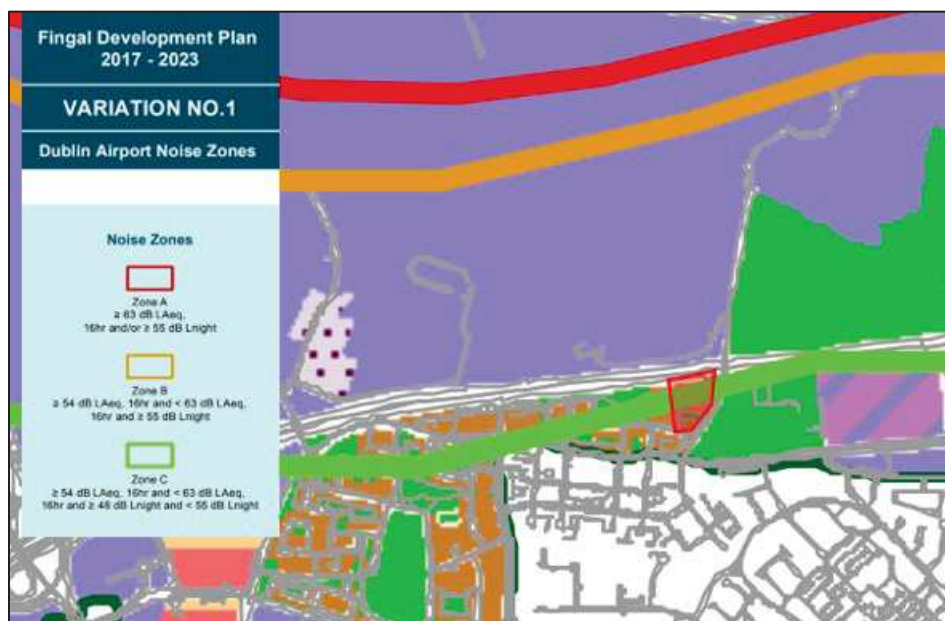 Fingal Development Plan
2017 - 2023
VARIATION NO.1
Dublin Airport Noise Zones
Noise Zones
Zone A
≥ 63 dB LAeq,
16hr and/or ≥ 55 dB Lnight
Zone B
≥ 54 dB LAeq, 16hr and < 63 dB LAeq,
16hr and ≥ 55 dB Lnight
Zone C
≥ 54 dB LAeq, 16hr and < 63 dB LAeq,
16hr and ≥ 48 dB Lnight and < 55 dB Lnight